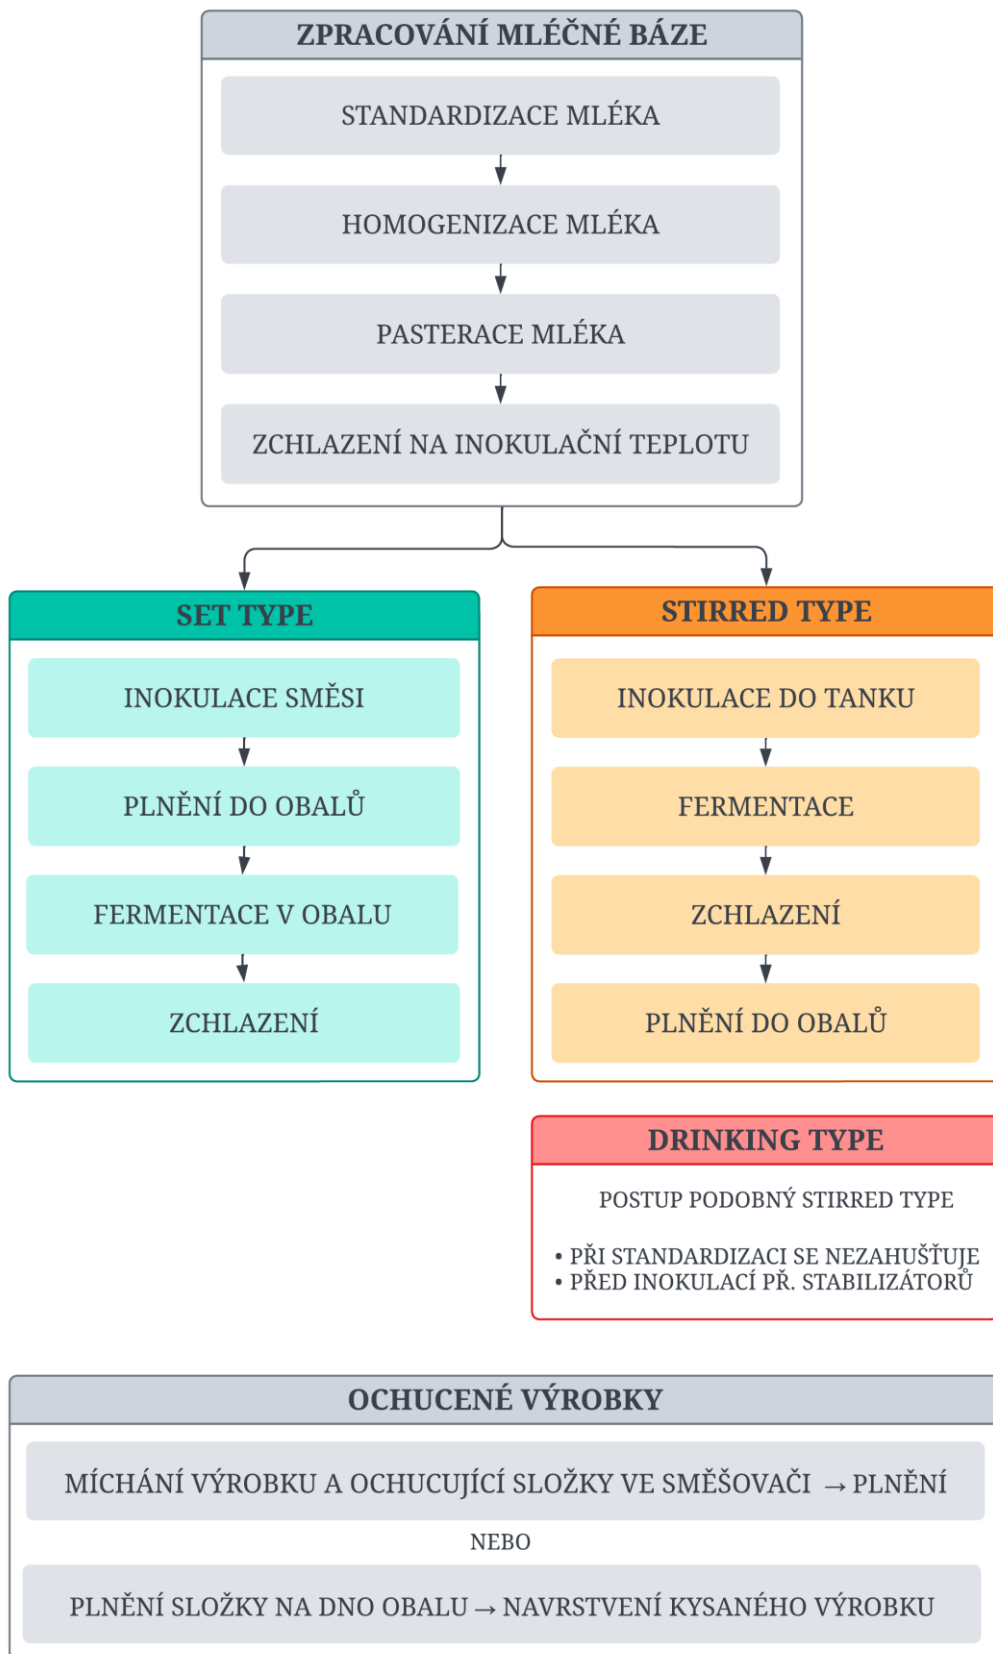 ZPRACOVÁNÍ MLÉČNÉ BÁZE
STANDARDIZACE MLÉKA
HOMOGENIZACE MLÉKA
PASTERACE MLÉKA
ZCHLAZENÍ NA INOKULAČNÍ TEPLOTU
SET TYPE
INOKULACE SMĚSI
PLNĚNÍ DO OBALŮ
FERMENTACE V OBALU
ZCHLAZENÍ
STIRRED TYPE
INOKULACE DO TANKU
FERMENTACE
ZCHLAZENÍ
PLNĚNÍ DO OBALŮ
DRINKING TYPE
POSTUP PODOBNÝ STIRRED TYPE
• PŘI STANDARDIZACI SE NEZAHUŠŤUJE
• PŘED INOKULACÍ PŘ. STABILIZÁTORŮ
OCHUCENÉ VÝROBKY
MÍCHÁNÍ VÝROBKU A OCHUCUJÍCÍ SLOŽKY VE SMĚŠOVAČI → PLNĚNÍ
NEBO
PLNĚNÍ SLOŽKY NA DNO OBALU → NAVRSTVENÍ KYSANÉHO VÝROBKU